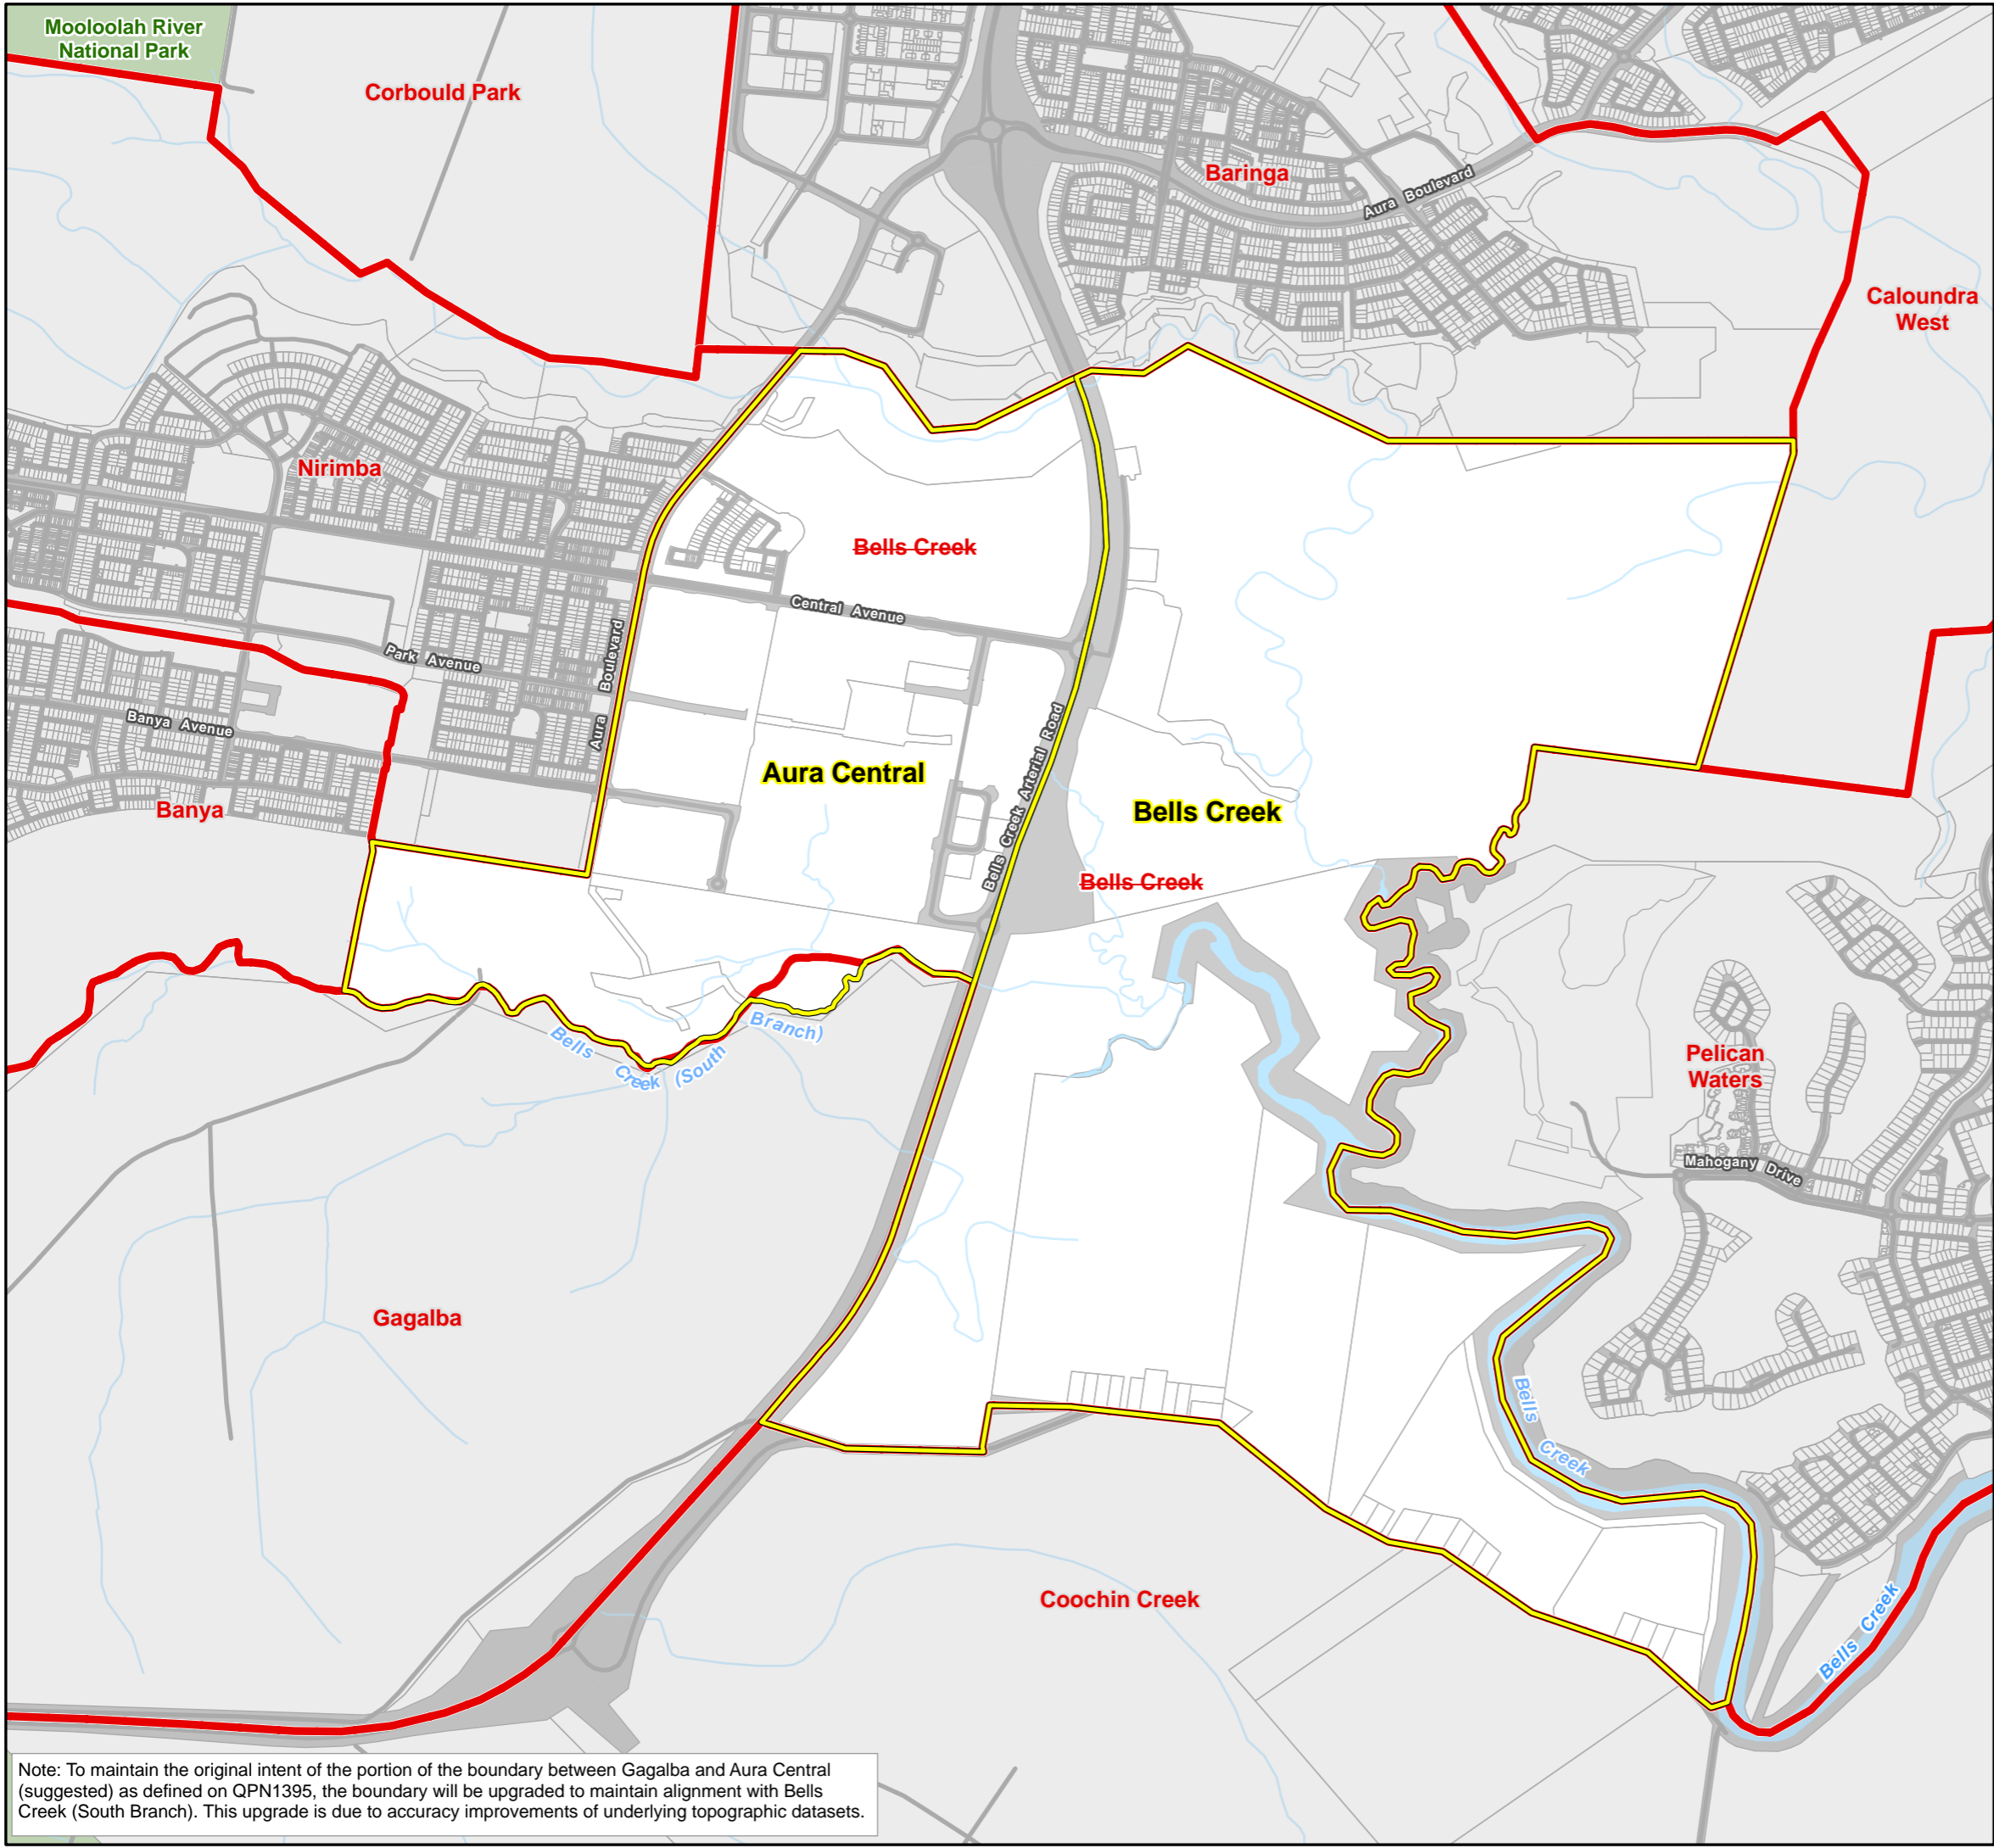 Mooloolah River
National Park
Corbould Park
Baringa
Aura Boulevard
Caloundra
West
Nirimba
Bells Creek
Central Avenue
Aura Boulevard
Park Avenue
Banya Avenue
Banya
Aura Central
Bells Creek Arterial Road
Bells Creek
Bells Creek
Bells Creek (South Branch)
Pelican
Waters
Mahogany Drive
Gagalba
Bells Creek
Coochin Creek
Bells Creek
Note: To maintain the original intent of the portion of the boundary between Gagalba and Aura Central
(suggested) as defined on QPN1395, the boundary will be upgraded to maintain alignment with Bells
Creek (South Branch). This upgrade is due to accuracy improvements of underlying topographic datasets.